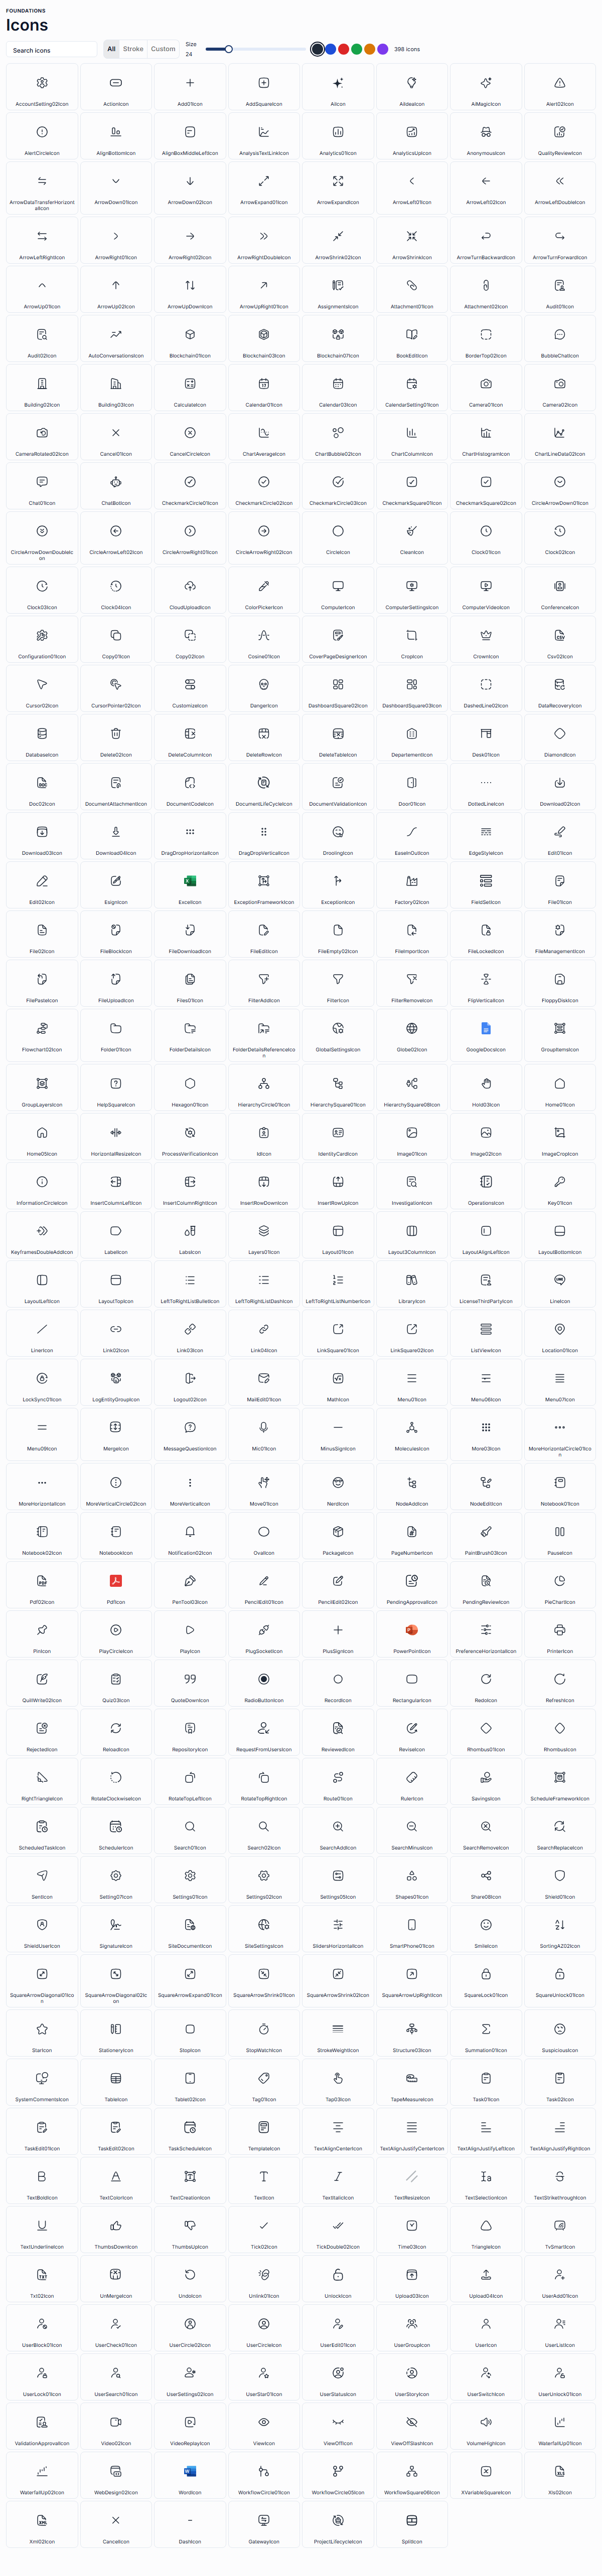 FOUNDATIONS
Icons
Search icons
All
Stroke
Custom
Size
24
398 icons
AccountSetting02Icon
ActionIcon
Add01Icon
AddSquareIcon
AiIcon
AiIdeaIcon
AiMagicIcon
Alert02Icon
AlertCircleIcon
AlignBottomIcon
AlignBoxMiddleLeftIcon
AnalysisTextLinkIcon
Analytics01Icon
AnalyticsUpIcon
AnonymousIcon
QualityReviewIcon
ArrowDataTransferHorizont
alIcon
ArrowDown01Icon
ArrowDown02Icon
ArrowExpand01Icon
ArrowExpandIcon
ArrowLeft01Icon
ArrowLeft02Icon
ArrowLeftDoubleIcon
ArrowLeftRightIcon
ArrowRight01Icon
ArrowRight02Icon
ArrowRightDoubleIcon
ArrowShrink02Icon
ArrowShrinkIcon
ArrowTurnBackwardIcon
ArrowTurnForwardIcon
ArrowUp01Icon
ArrowUp02Icon
ArrowUpDownIcon
ArrowUpRight01Icon
AssignmentsIcon
Attachment01Icon
Attachment02Icon
Audit01Icon
Audit02Icon
AutoConversationsIcon
Blockchain01Icon
Blockchain03Icon
Blockchain07Icon
BookEditIcon
BorderTop02Icon
BubbleChatIcon
Building02Icon
Building03Icon
CalculateIcon
Calendar01Icon
Calendar03Icon
CalendarSetting01Icon
Camera01Icon
Camera02Icon
CameraRotated02Icon
Cancel01Icon
CancelCircleIcon
ChartAverageIcon
ChartBubble02Icon
ChartColumnIcon
ChartHistogramIcon
ChartLineData02Icon
Chat01Icon
ChatBotIcon
CheckmarkCircle01Icon
CheckmarkCircle02Icon
CheckmarkCircle03Icon
CheckmarkSquare01Icon
CheckmarkSquare02Icon
CircleArrowDown01Icon
CircleArrowDownDoubleIc
on
CircleArrowLeft02Icon
CircleArrowRight01Icon
CircleArrowRight02Icon
CircleIcon
CleanIcon
Clock01Icon
Clock02Icon
Clock03Icon
Clock04Icon
CloudUploadIcon
ColorPickerIcon
ComputerIcon
ComputerSettingsIcon
ComputerVideoIcon
ConferenceIcon
Configuration01Icon
Copy01Icon
Copy02Icon
Cosine01Icon
CoverPageDesignerIcon
CropIcon
CrownIcon
Csv02Icon
Cursor02Icon
CursorPointer02Icon
CustomizeIcon
DangerIcon
DashboardSquare02Icon
DashboardSquare03Icon
DashedLine02Icon
DataRecoveryIcon
DatabaseIcon
Delete02Icon
DeleteColumnIcon
DeleteRowIcon
DeleteTableIcon
DepartementIcon
Desk01Icon
DiamondIcon
Doc02Icon
DocumentAttachmentIcon
DocumentCodeIcon
DocumentLifeCycleIcon
DocumentValidationIcon
Door01Icon
DottedLineIcon
Download02Icon
Download03Icon
Download04Icon
DragDropHorizontalIcon
DragDropVerticalIcon
DroolingIcon
EaseInOutIcon
EdgeStyleIcon
Edit01Icon
Edit02Icon
EsignIcon
ExcelIcon
ExceptionFrameworkIcon
ExceptionIcon
Factory02Icon
FieldSetIcon
File01Icon
File02Icon
FileBlockIcon
FileDownloadIcon
FileEditIcon
FileEmpty02Icon
FileImportIcon
FileLockedIcon
FileManagementIcon
FilePasteIcon
FileUploadIcon
Files01Icon
FilterAddIcon
FilterIcon
FilterRemoveIcon
FlipVerticalIcon
FloppyDiskIcon
Flowchart02Icon
Folder01Icon
FolderDetailsIcon
FolderDetailsReferenceIco
n
GlobalSettingsIcon
Globe02Icon
GoogleDocsIcon
GroupItemsIcon
GroupLayersIcon
HelpSquareIcon
Hexagon01Icon
HierarchyCircle01Icon
HierarchySquare01Icon
HierarchySquare08Icon
Hold03Icon
Home01Icon
Home05Icon
HorizontalResizeIcon
ProcessVerificationIcon
IdIcon
IdentityCardIcon
Image01Icon
Image02Icon
ImageCropIcon
InformationCircleIcon
InsertColumnLeftIcon
InsertColumnRightIcon
InsertRowDownIcon
InsertRowUpIcon
InvestigationIcon
OperationsIcon
Key01Icon
KeyframesDoubleAddIcon
LabelIcon
LabsIcon
Layers01Icon
Layout01Icon
Layout3ColumnIcon
LayoutAlignLeftIcon
LayoutBottomIcon
LayoutLeftIcon
LayoutTopIcon
LeftToRightListBulletIcon
LeftToRightListDashIcon
LeftToRightListNumberIcon
LibraryIcon
LicenseThirdPartyIcon
LineIcon
LinerIcon
Link02Icon
Link03Icon
Link04Icon
LinkSquare01Icon
LinkSquare02Icon
ListViewIcon
Location01Icon
LockSync01Icon
LogEntityGroupIcon
Logout02Icon
MailEdit01Icon
MathIcon
Menu01Icon
Menu08Icon
Menu07Icon
Menu09Icon
MergeIcon
MessageQuestionIcon
Mic01Icon
MinusSignIcon
MoleculesIcon
More03Icon
MoreHorizontalCircle01Ico
n
MoreHorizontalIcon
MoreVerticalCircle02Icon
MoreVerticalIcon
Move01Icon
NerdIcon
NodeAddIcon
NodeEditIcon
Notebook01Icon
Notebook02Icon
NotebookIcon
Notification02Icon
OvalIcon
PackageIcon
PageNumberIcon
PaintBrush03Icon
PauseIcon
Pdf02Icon
PdfIcon
PenTool03Icon
PencilEdit01Icon
PencilEdit02Icon
PendingApprovalIcon
PendingReviewIcon
PieChartIcon
PinIcon
PlayCircleIcon
PlayIcon
PlugSocketIcon
PlusSignIcon
PowerPointIcon
PreferenceHorizontalIcon
PrinterIcon
QuillWrite02Icon
Quiz03Icon
QuoteDownIcon
RadioButtonIcon
RecordIcon
RectangularIcon
RedoIcon
RefreshIcon
RejectedIcon
ReloadIcon
RepositoryIcon
RequestFromUsersIcon
ReviewedIcon
ReviseIcon
Rhombus01Icon
RhombusIcon
RightTriangleIcon
RotateClockwiseIcon
RotateTopLeftIcon
RotateTopRightIcon
Route01Icon
RulerIcon
SavingsIcon
ScheduleFrameworkIcon
ScheduledTaskIcon
SchedulerIcon
Search01Icon
Search02Icon
SearchAddIcon
SearchMinusIcon
SearchRemoveIcon
SearchReplaceIcon
SentIcon
Setting07Icon
Settings01Icon
Settings02Icon
Settings05Icon
Shapes01Icon
Share08Icon
Shield01Icon
ShieldUserIcon
SignatureIcon
SiteDocumentIcon
SiteSettingsIcon
SlidersHorizontalIcon
SmartPhone01Icon
SmileIcon
SortingAZ02Icon
SquareArrowDiagonal01Ico
n
SquareArrowDiagonal02Ic
on
SquareArrowExpand01Icon
SquareArrowShrink01Icon
SquareArrowShrink02Icon
SquareArrowUpRightIcon
SquareLock01Icon
SquareUnlock01Icon
StarIcon
StationeryIcon
StopIcon
StopWatchIcon
StrokeWeightIcon
Structure03Icon
Summation01Icon
SuspiciousIcon
SystemCommentsIcon
TableIcon
Tablet02Icon
Tag01Icon
Tap03Icon
TapeMeasureIcon
Task01Icon
Task02Icon
TaskEdit01Icon
TaskEdit02Icon
TaskScheduleIcon
TemplateIcon
TextAlignCenterIcon
TextAlignJustifyCenterIcon
TextAlignJustifyLeftIcon
TextAlignJustifyRightIcon
TextBoldIcon
TextColorIcon
TextCreationIcon
TextIcon
TextItalicIcon
TextResizeIcon
TextSelectionIcon
TextStrikethroughIcon
TextUnderlineIcon
ThumbsDownIcon
ThumbsUpIcon
Tick02Icon
TickDouble02Icon
Time03Icon
TriangleIcon
TvSmartIcon
Txt02Icon
UnMergeIcon
UndoIcon
Unlink01Icon
UnlockIcon
Upload03Icon
Upload04Icon
UserAdd01Icon
UserBlock01Icon
UserCheck01Icon
UserCircle02Icon
UserCircleIcon
UserEdit01Icon
UserGroupIcon
UserIcon
UserListIcon
UserLock01Icon
UserSearch01Icon
UserSettings02Icon
UserStar01Icon
UserStatusIcon
UserStoryIcon
UserSwitchIcon
UserUnlock01Icon
ValidationApprovalIcon
Video02Icon
VideoReplayIcon
ViewIcon
ViewOffIcon
ViewOffSlashIcon
VolumeHighIcon
WaterfallUp01Icon
WaterfallUp02Icon
WebDesign02Icon
WordIcon
WorkflowCircle01Icon
WorkflowCircle05Icon
WorkflowSquare06Icon
XVariableSquareIcon
Xls02Icon
Xml02Icon
CancelIcon
DashIcon
GatewayIcon
ProjectLifecycleIcon
SplitIcon